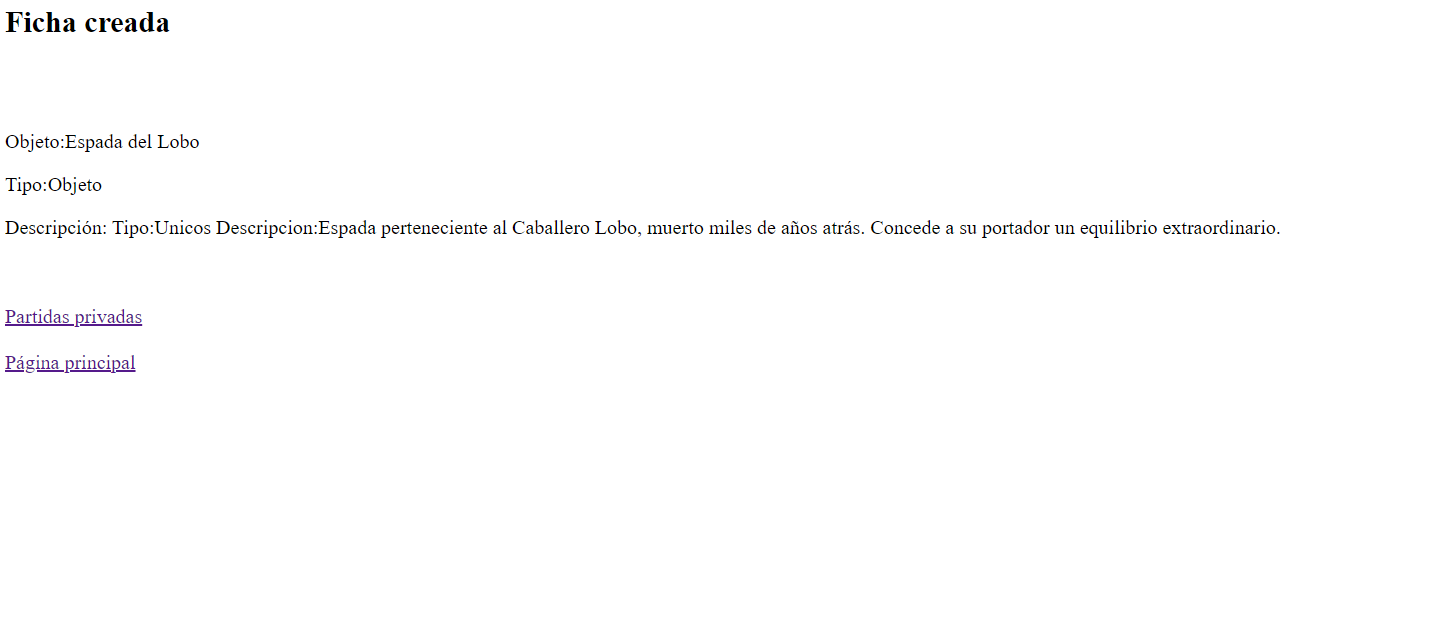 Ficha creada
Objeto:Espada del Lobo
Tipo:Objeto
Descripción: Tipo:Unicos Descripcion:Espada perteneciente al Caballero Lobo, muerto miles de años atrás. Concede a su portador un equilibrio extraordinario.
Partidas privadas
Página principal